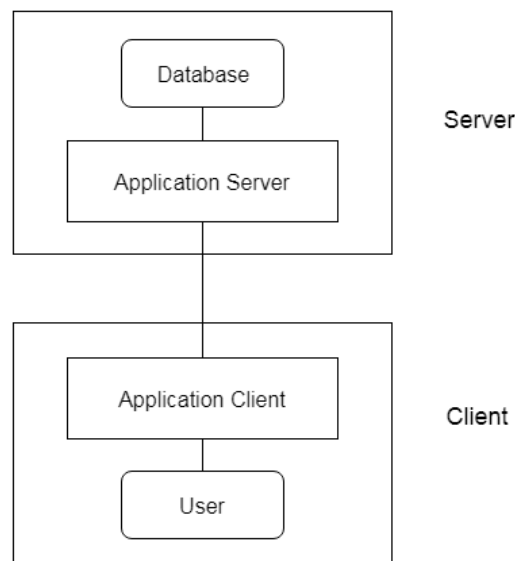 Database
Server
Application Server
Application Client
Client
User